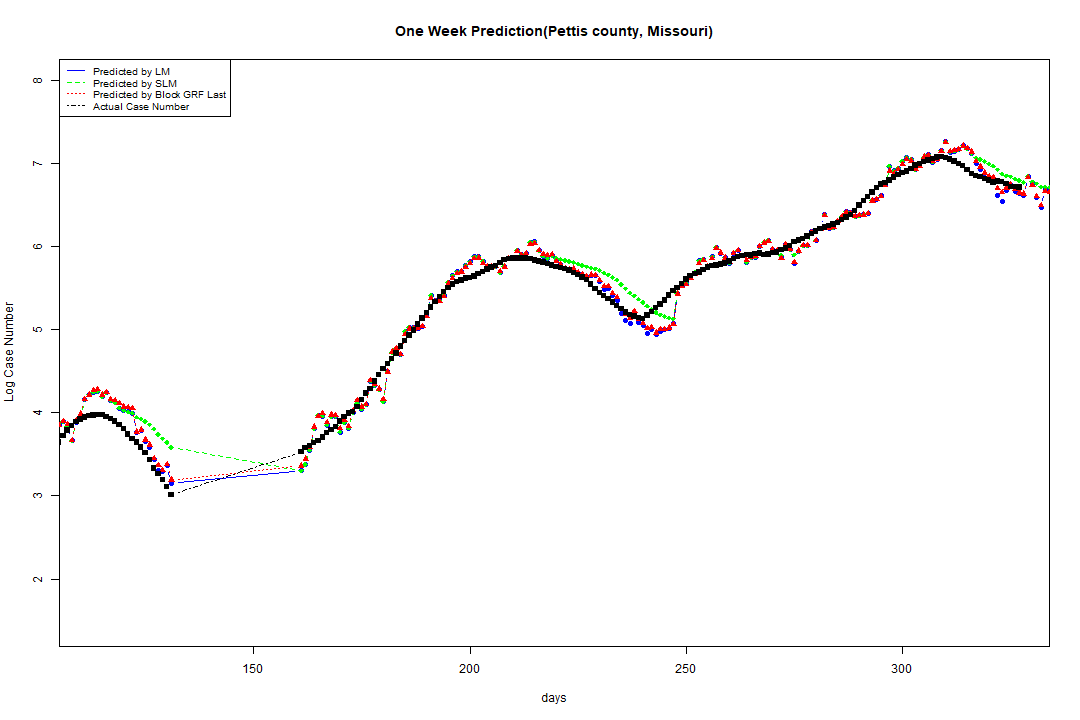 One Week Prediction(Pettis county, Missouri)
Predicted by LM
Predicted by SLM
Predicted by Block GRF Last
Actual Case Number
8
7
6
5
4
3
2
Log Case Number
150 200 250 300
days